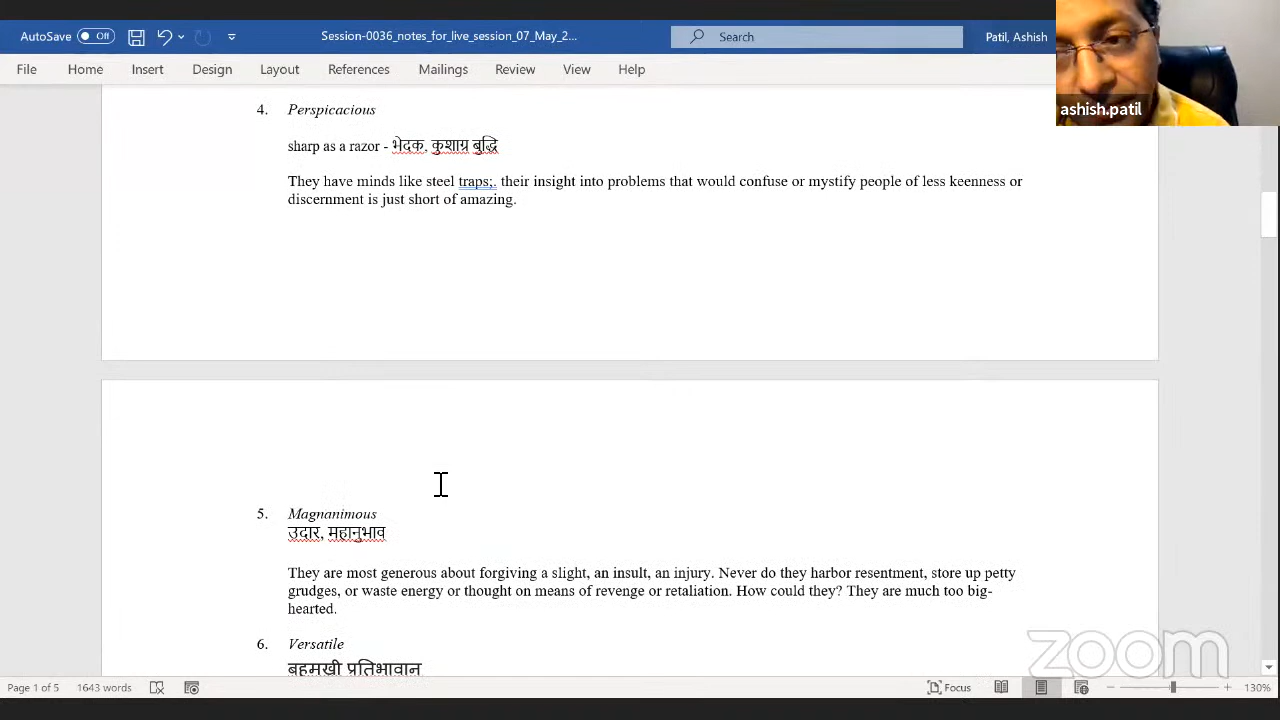 AutoSave Off Session-0036_notes_for_live_session_07_May_2... Search Patil, Ashish
File Home Insert Design Layout References Mailings Review View Help
ashish.patil
4. Perspicacious
sharp as a razor - भेदक, कुशाग्र बुद्धि
They have minds like steel traps;. their insight into problems that would confuse or mystify people of less keenness or
discernment is just short of amazing.
5. Magnanimous
उदार, महानुभाव
They are most generous about forgiving a slight, an insult, an injury. Never do they harbor resentment, store up petty
grudges, or waste energy or thought on means of revenge or retaliation. How could they? They are much too big-
hearted.
6. Versatile
बहुमुखी प्रतिभावान
zoom
Page 1 of 5 1643 words Focus 130%